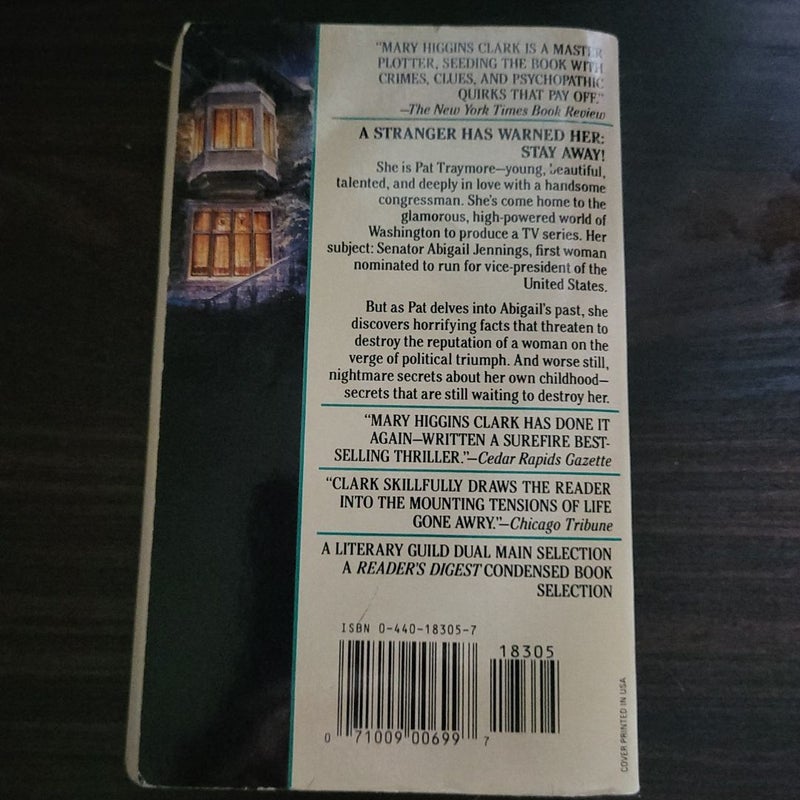 "MARY HIGGINS CLARK IS A MASTER
PLOTTER, SEEDING THE BOOK WITH
CRIMES, CLUES, AND PSYCHOPATHIC
QUIRKS THAT PAY OFF."
—The New York Times Book Review
A STRANGER HAS WARNED HER:
STAY AWAY!
She is Pat Traymore—young, beautiful,
talented, and deeply in love with a handsome
congressman. She's come home to the
glamorous, high-powered world of
Washington to produce a TV series. Her
subject: Senator Abigail Jennings, first woman
nominated to run for vice-president of the
United States.
But as Pat delves into Abigail's past, she
discovers horrifying facts that threaten to
destroy the reputation of a woman on the
verge of political triumph. And worse still,
nightmare secrets about her own childhood—
secrets that are still waiting to destroy her.
"MARY HIGGINS CLARK HAS DONE IT
AGAIN—WRITTEN A SUREFIRE BEST-
SELLING THRILLER."—Cedar Rapids Gazette
"CLARK SKILLFULLY DRAWS THE READER
INTO THE MOUNTING TENSIONS OF LIFE
GONE AWRY."—Chicago Tribune
A LITERARY GUILD DUAL MAIN SELECTION
A READER'S DIGEST CONDENSED BOOK
SELECTION
ISBN 0-440-18305-7
18305
0 71009 00699 7
COVER PRINTED IN USA